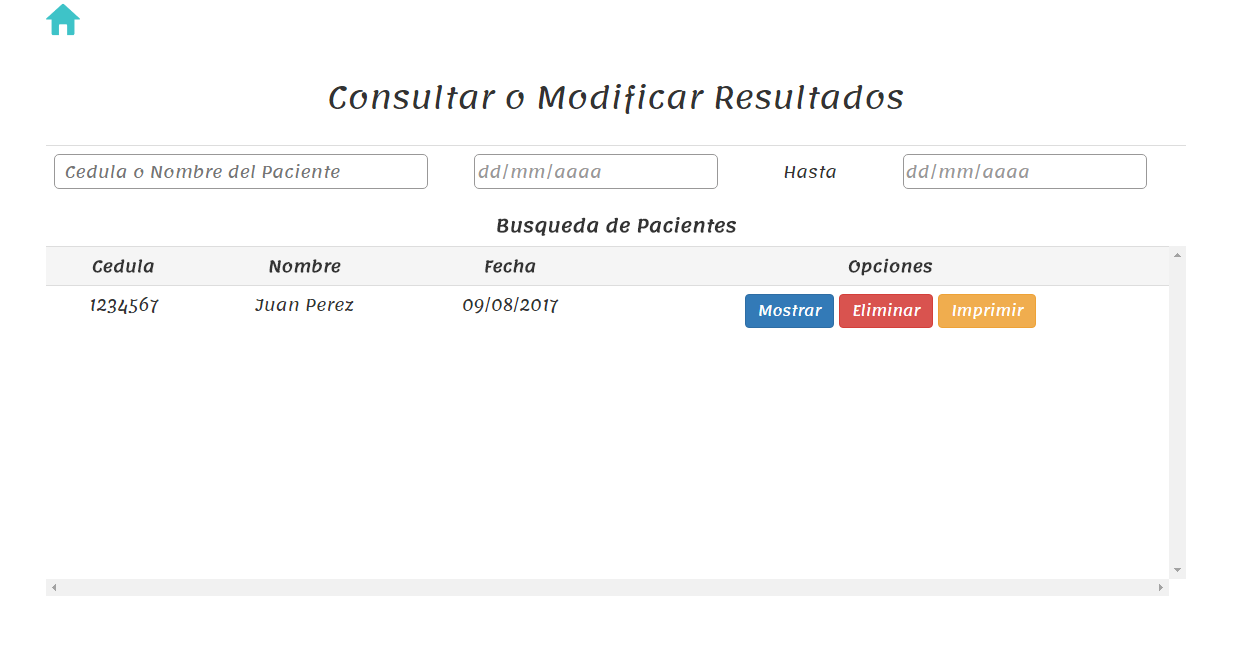 Consultar o Modificar Resultados
Cedula o Nombre del Paciente dd/mm/aaaa Hasta dd/mm/aaaa
Busqueda de Pacientes
Cedula Nombre Fecha Opciones
1234567 Juan Perez 09/08/2017 Mostrar Eliminar Imprimir